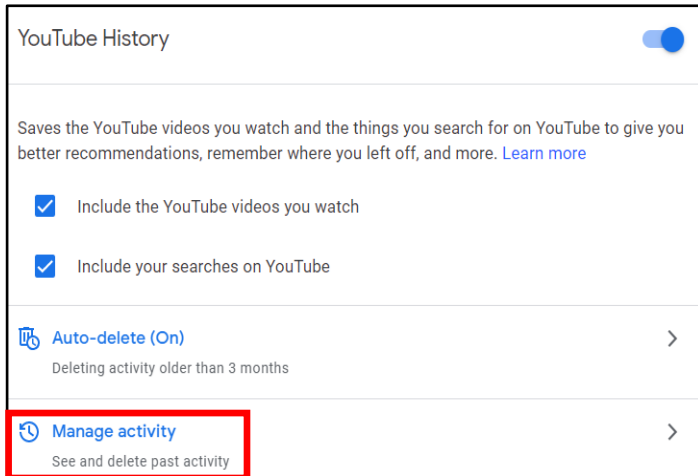 YouTube History
Saves the YouTube videos you watch and the things you search for on YouTube to give you
better recommendations, remember where you left off, and more. Learn more
Include the YouTube videos you watch
Include your searches on YouTube
Auto-delete (On)
Deleting activity older than 3 months
Manage activity
See and delete past activity